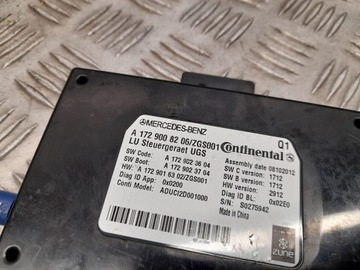 MERCEDES-BENZ
A 172 900 82 06/ZGS001
LU Steuergeraet UGS
SW Code: A 172 902 36 04
SW Boot: A 172 902 37 04
HW: A 172 901 63 02/ZGS001
Diag ID App: 0x0200
Conti Model: ADUCI2D001000
Continental
Q1
Assembly date 08102012
SW C version 1712
SW B version 1712
HW version 2912
Diag ID BL: 0x02E0
S/N: S0275942
Made in China
zune